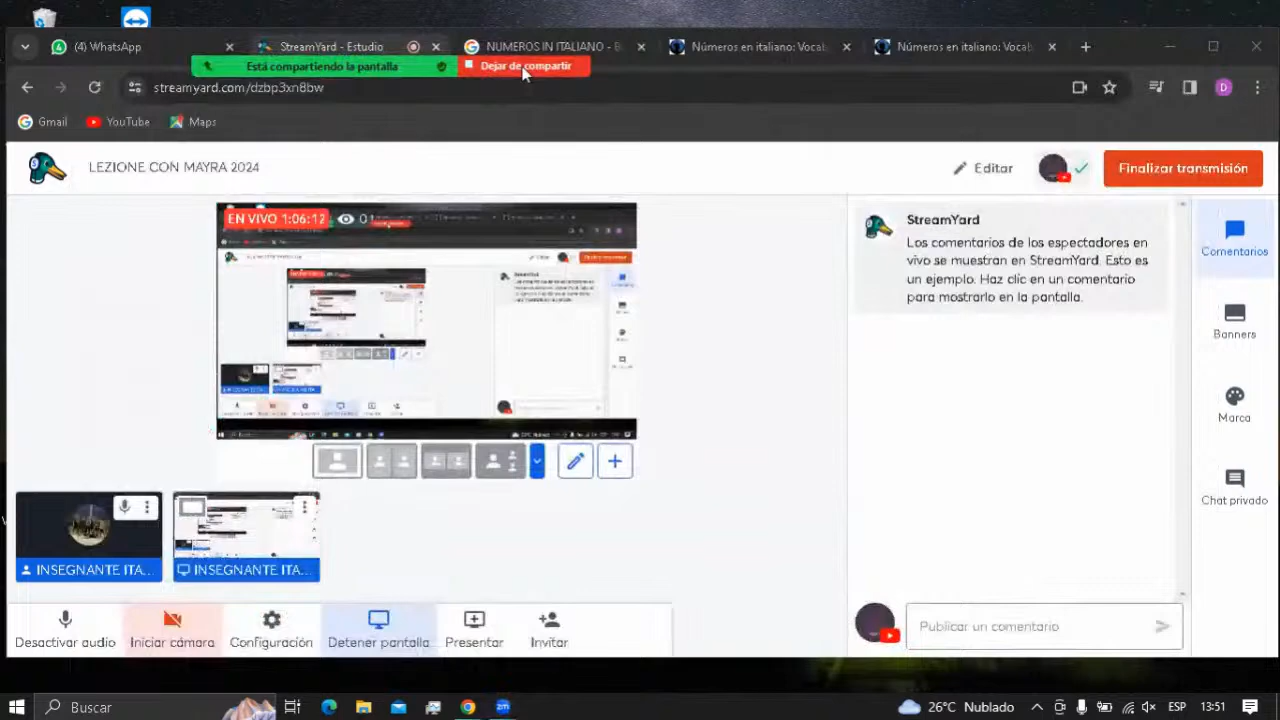 (4) WhatsApp
StreamYard - Estudio
NUMEROS IN ITALIANO - B
Números en italiano: Vocab
Números en italiano: Vocab
Está compartiendo la pantalla
Dejar de compartir
streamyard.com/dzbp3xn8bw
D
Gmail
YouTube
Maps
LEZIONE CON MAYRA 2024
Editar
Finalizar transmisión
EN VIVO 1:06:12
StreamYard
Los comentarios de los espectadores en
vivo se muestran en StreamYard. Esto es
un ejemplo. Haz clic en un comentario
para mostrarlo en la pantalla.
Comentarios
Banners
Marca
Chat privado
INSEGNANTE ITA...
INSEGNANTE ITA...
Desactivar audio
Iniciar cámara
Configuración
Detener pantalla
Presentar
Invitar
Publicar un comentario
Buscar
zm
26°C Nublado
ESP
13:51